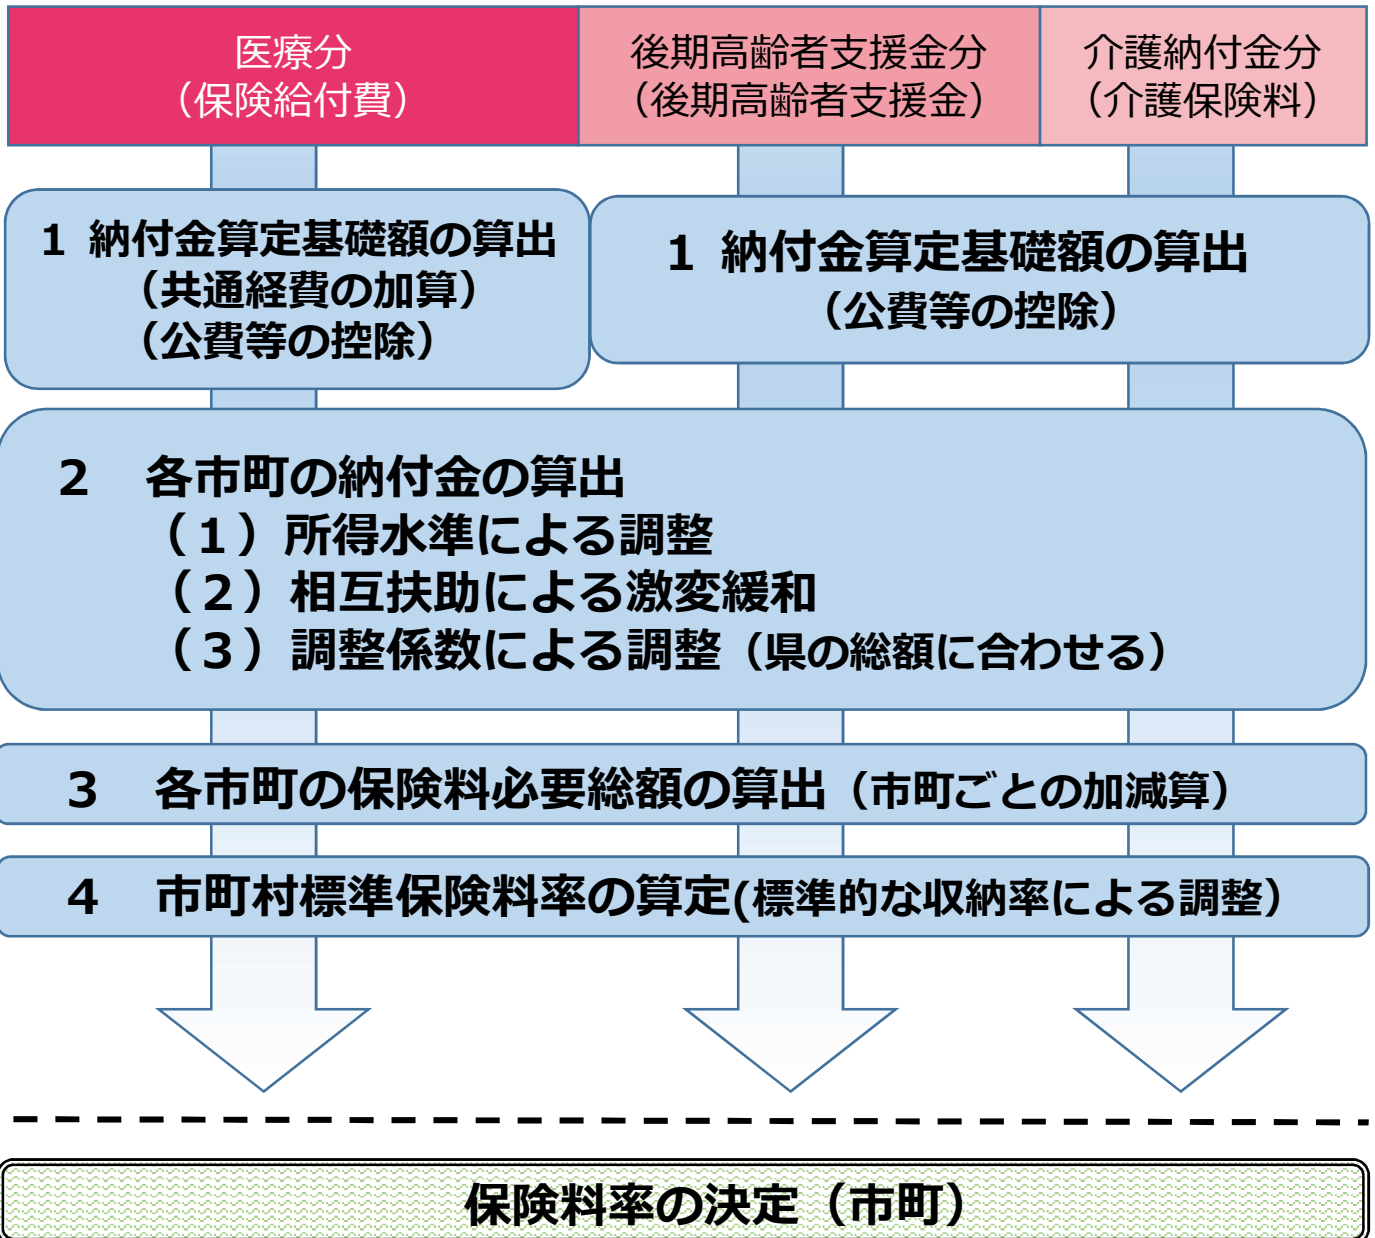 医療分
（保険給付費）
後期高齢者支援金分
（後期高齢者支援金）
介護納付金分
（介護保険料）
1 納付金算定基礎額の算出
（共通経費の加算）
（公費等の控除）
1 納付金算定基礎額の算出
（公費等の控除）
2　各市町の納付金の算出
（１）所得水準による調整
（２）相互扶助による激変緩和
（３）調整係数による調整（県の総額に合わせる）
3　各市町の保険料必要総額の算出（市町ごとの加減算）
4　市町村標準保険料率の算定(標準的な収納率による調整）
保険料率の決定（市町）